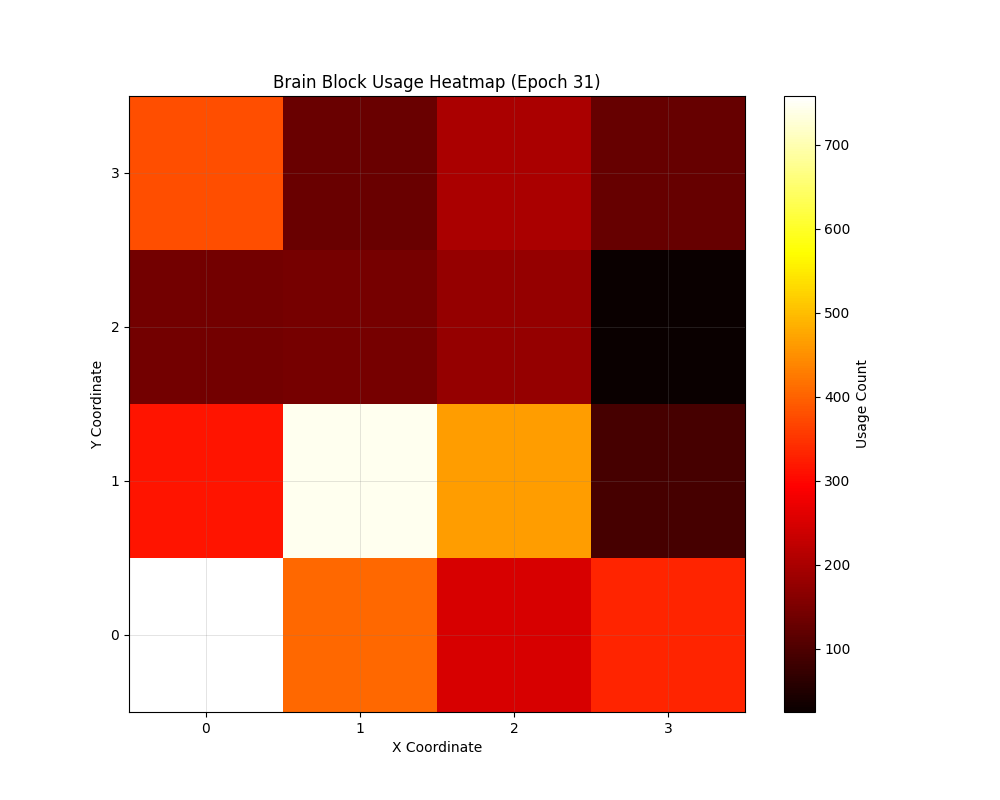 Brain Block Usage Heatmap (Epoch 31)
3
2
1
0
Y Coordinate
0 1 2 3
X Coordinate
700
600
500
400
300
200
100
Usage Count